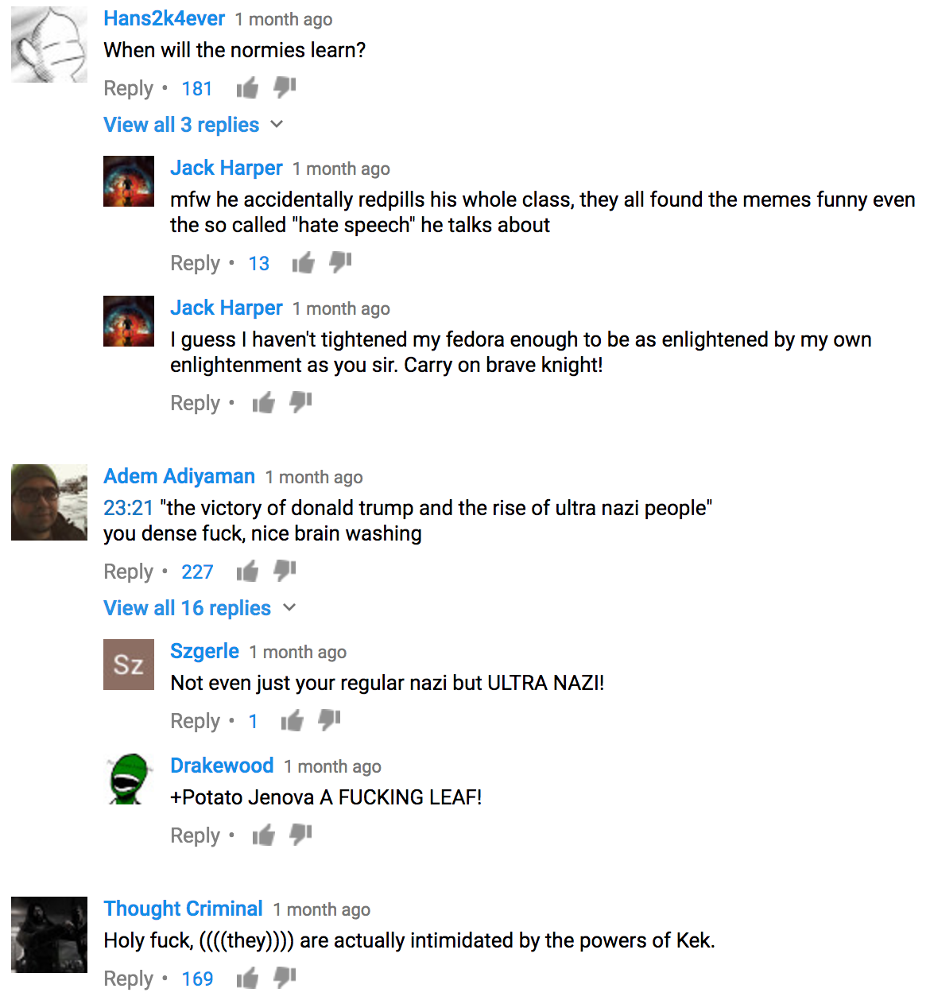 Hans2k4ever 1 month ago
When will the normies learn?
Reply • 181
View all 3 replies
Jack Harper 1 month ago
mfw he accidentally redpills his whole class, they all found the memes funny even
the so called "hate speech" he talks about
Reply • 13
Jack Harper 1 month ago
I guess I haven't tightened my fedora enough to be as enlightened by my own
enlightenment as you sir. Carry on brave knight!
Reply •
Adem Adiyaman 1 month ago
23:21 "the victory of donald trump and the rise of ultra nazi people"
you dense fuck, nice brain washing
Reply • 227
View all 16 replies
Sz
Szgerle 1 month ago
Not even just your regular nazi but ULTRA NAZI!
Reply • 1
Drakewood 1 month ago
+Potato Jenova A FUCKING LEAF!
Reply •
Thought Criminal 1 month ago
Holy fuck, ((((they)))) are actually intimidated by the powers of Kek.
Reply • 169